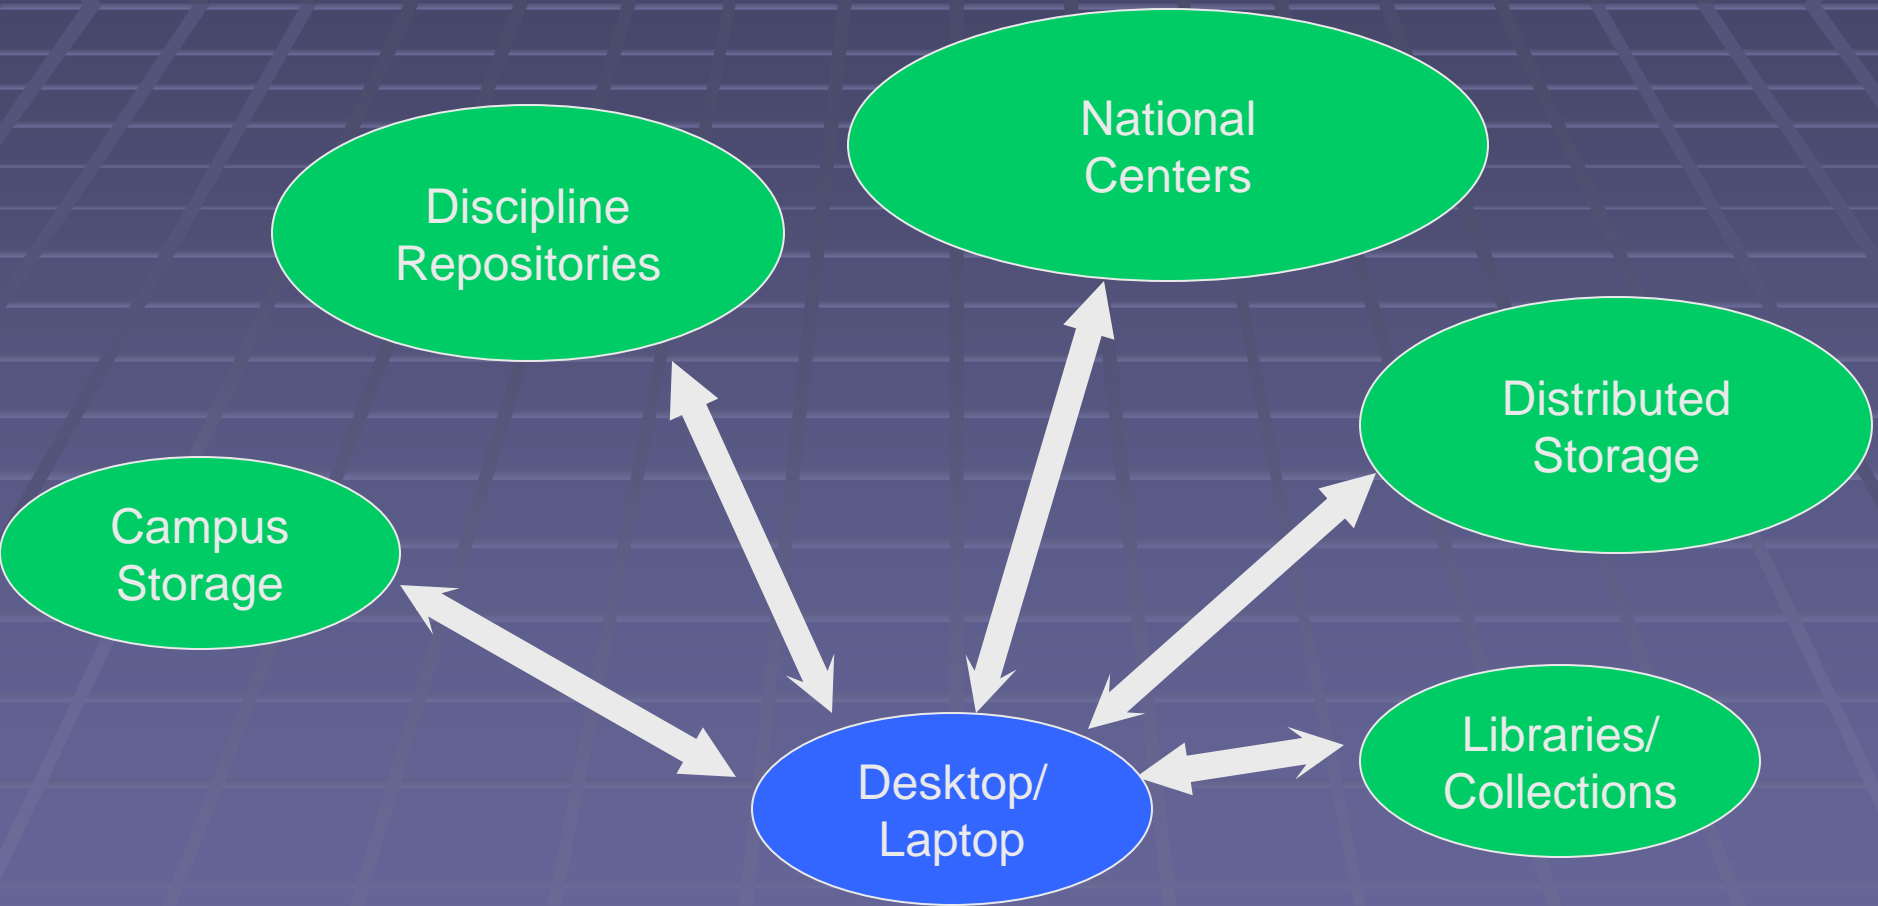 National
Centers
Discipline
Repositories
Distributed
Storage
Campus
Storage
Libraries/
Collections
Desktop/
Laptop